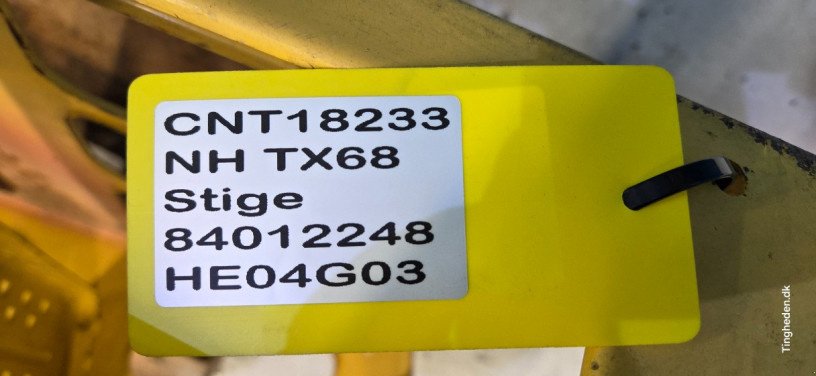 CNT18233
NH TX68
Stige
84012248
HE04G03
Tingheden.dk